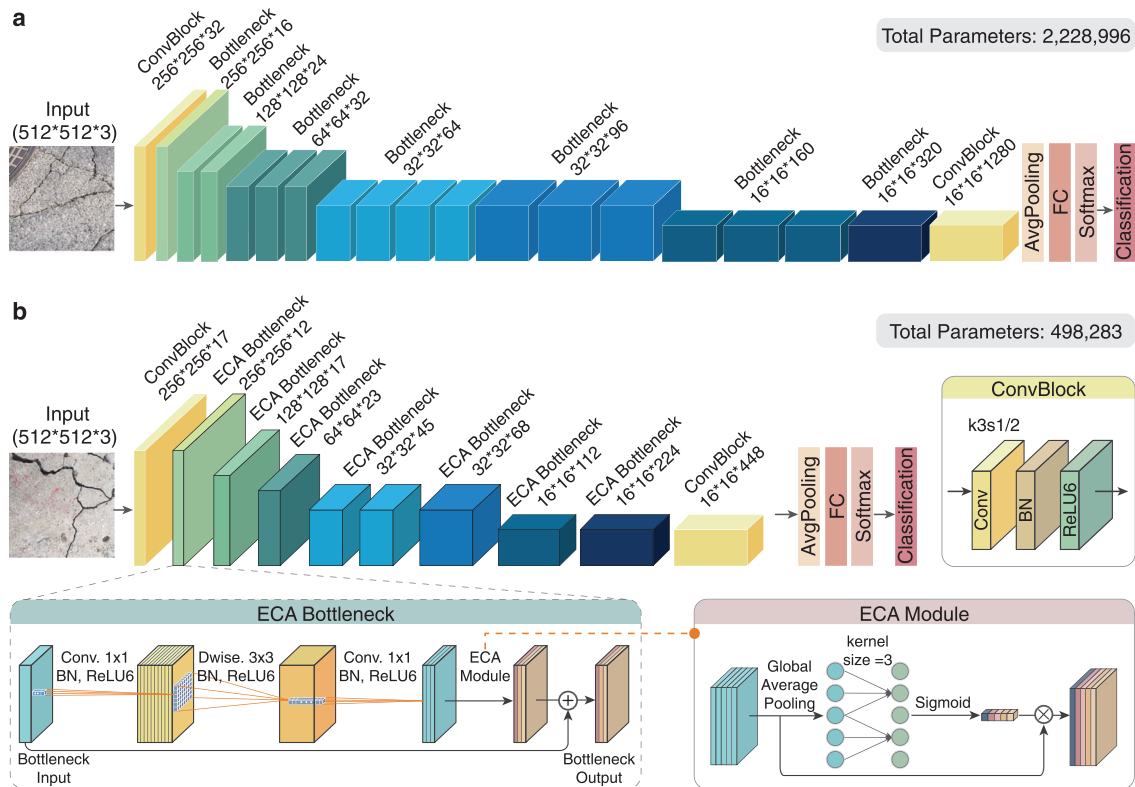 a
Total Parameters: 2,228,996
Input
(512*512*3)
ConvBlock
256*256*32
Bottleneck
256*256*16
Bottleneck
128*128*24
Bottleneck
64*64*32
Bottleneck
32*32*64
Bottleneck
32*32*96
Bottleneck
16*16*160
Bottleneck
16*16*320
ConvBlock
16*16*1280
AvgPooling
FC
Softmax
Classification
b
Total Parameters: 498,283
Input
(512*512*3)
ConvBlock
256*256*17
ECA Bottleneck
256*256*12
ECA Bottleneck
128*128*17
ECA Bottleneck
64*64*23
ECA Bottleneck
32*32*45
ECA Bottleneck
32*32*68
ECA Bottleneck
16*16*112
ECA Bottleneck
16*16*224
ConvBlock
16*16*448
AvgPooling
FC
Softmax
Classification
ConvBlock
k3s1/2
Conv
BN
ReLU6
ECA Bottleneck
Conv. 1x1
BN, ReLU6
Dwise. 3x3
BN, ReLU6
Conv. 1x1
BN, ReLU6
ECA
Module
Bottleneck
Input
Bottleneck
Output
ECA Module
Global
Average
Pooling
kernel
size =3
Sigmoid